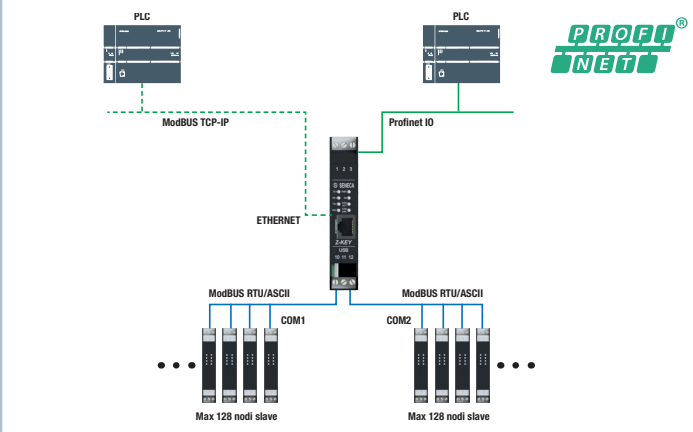 PLC
PLC
PROFI®
NET
ModBUS TCP-IP
Profinet IO
1 2 3
SENECA
ETHERNET
Z-KEY
USB
10 11 12
ModBUS RTU/ASCII
ModBUS RTU/ASCII
COM1
COM2
Max 128 nodi slave
Max 128 nodi slave